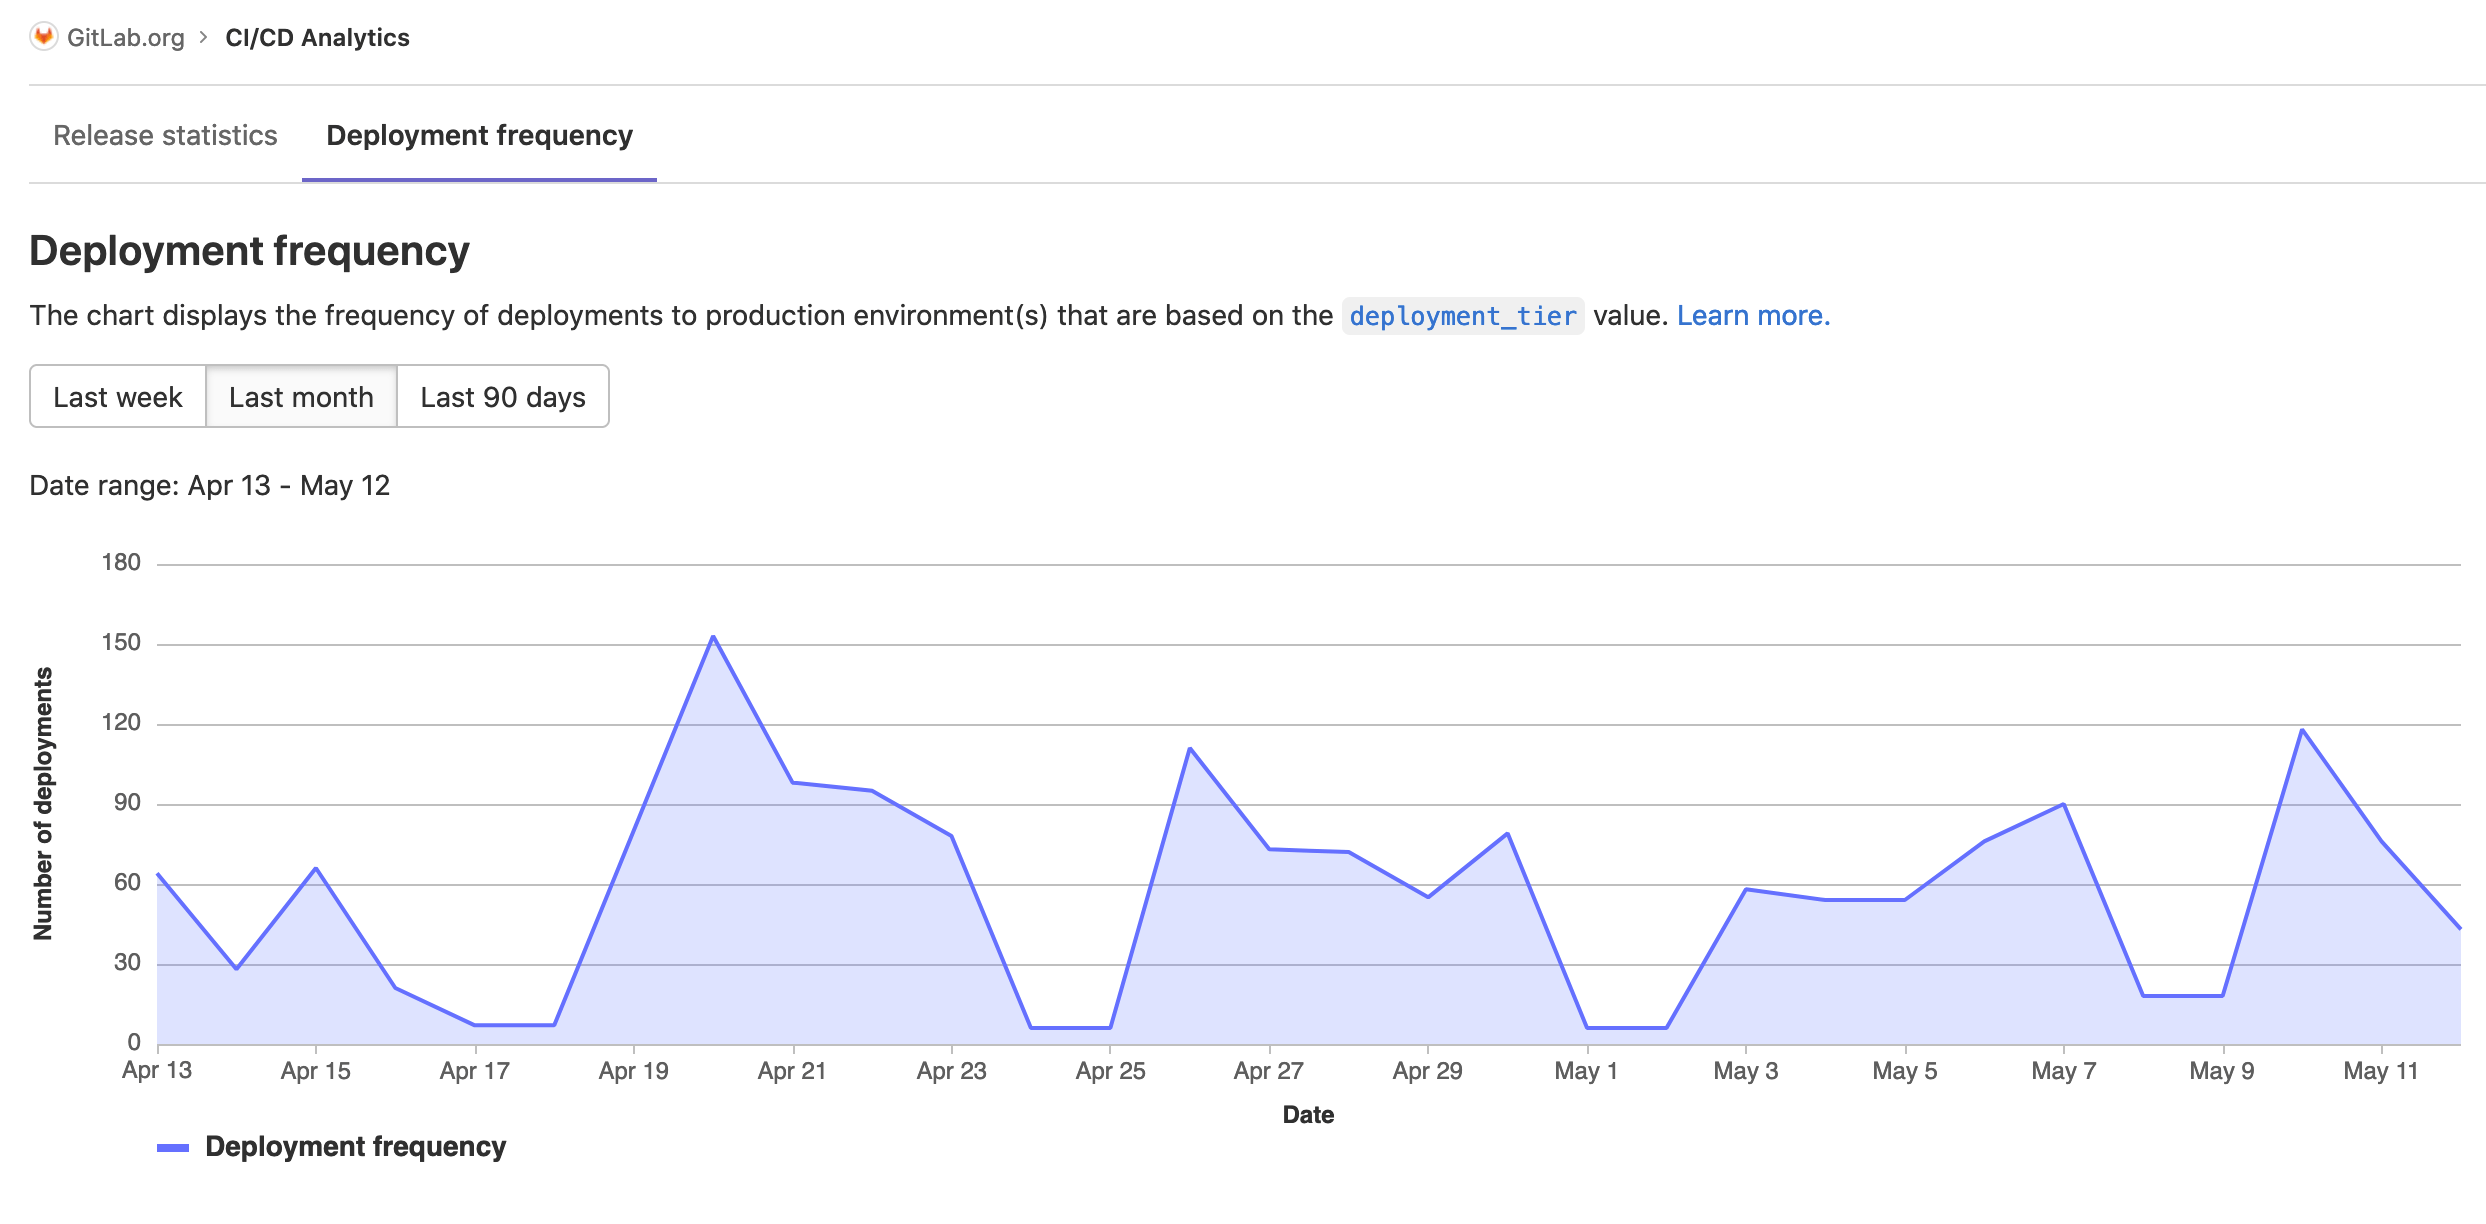 GitLab.org > CI/CD Analytics
Release statistics Deployment frequency
Deployment frequency
The chart displays the frequency of deployments to production environment(s) that are based on the deployment_tier value. Learn more.
Last week Last month Last 90 days
Date range: Apr 13 - May 12
180
150
120
90
60
30
0
Number of deployments
Apr 13 Apr 15 Apr 17 Apr 19 Apr 21 Apr 23 Apr 25 Apr 27 Apr 29 May 1 May 3 May 5 May 7 May 9 May 11
Date
Deployment frequency